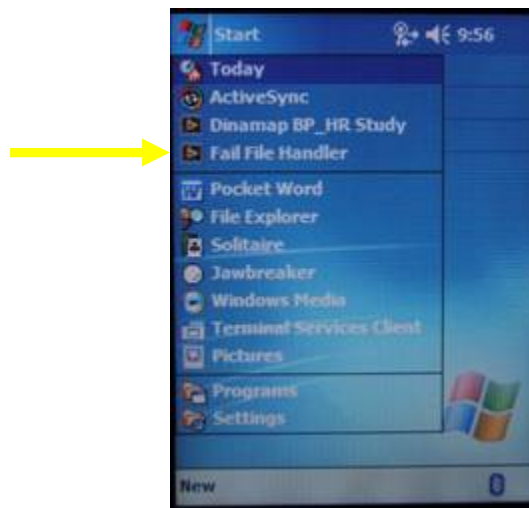 Start 9:56
Today
ActiveSync
Dinamap BP_HR Study
Fail File Handler
Pocket Word
File Explorer
Solitaire
Jawbreaker
Windows Media
Terminal Services Client
Pictures
Programs
Settings
New